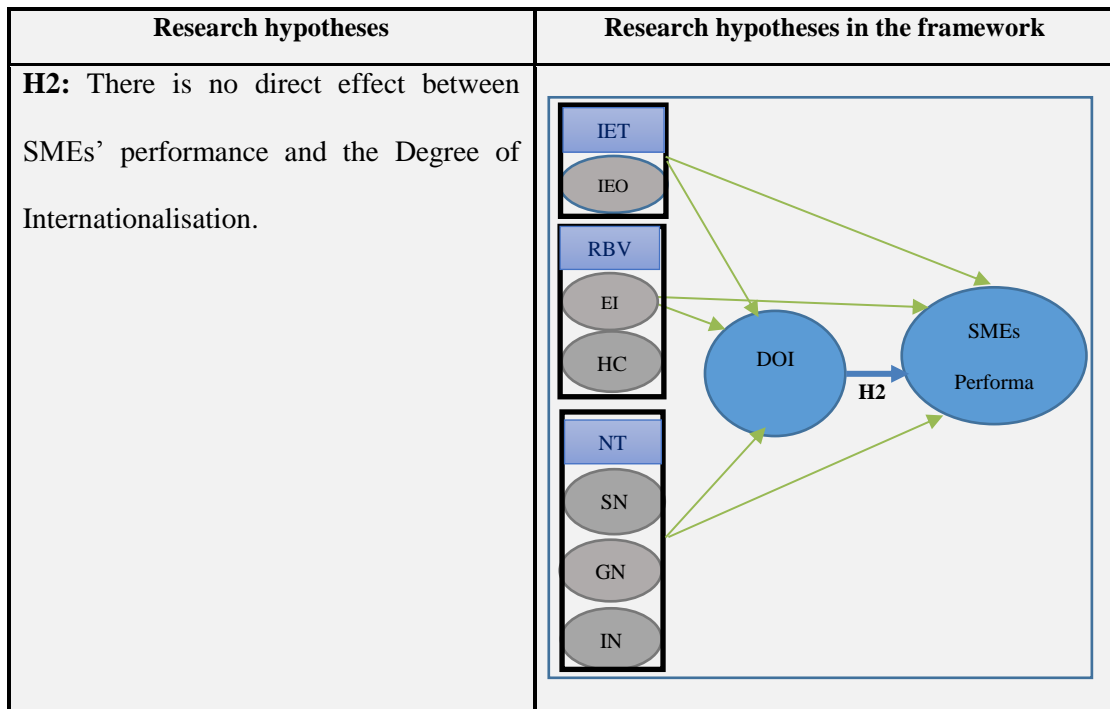 Research hypotheses
Research hypotheses in the framework
H2: There is no direct effect between
SMEs' performance and the Degree of
Internationalisation.
IET
IEO
RBV
EI
HC
NT
SN
GN
IN
DOI
H2
SMEs
Performa